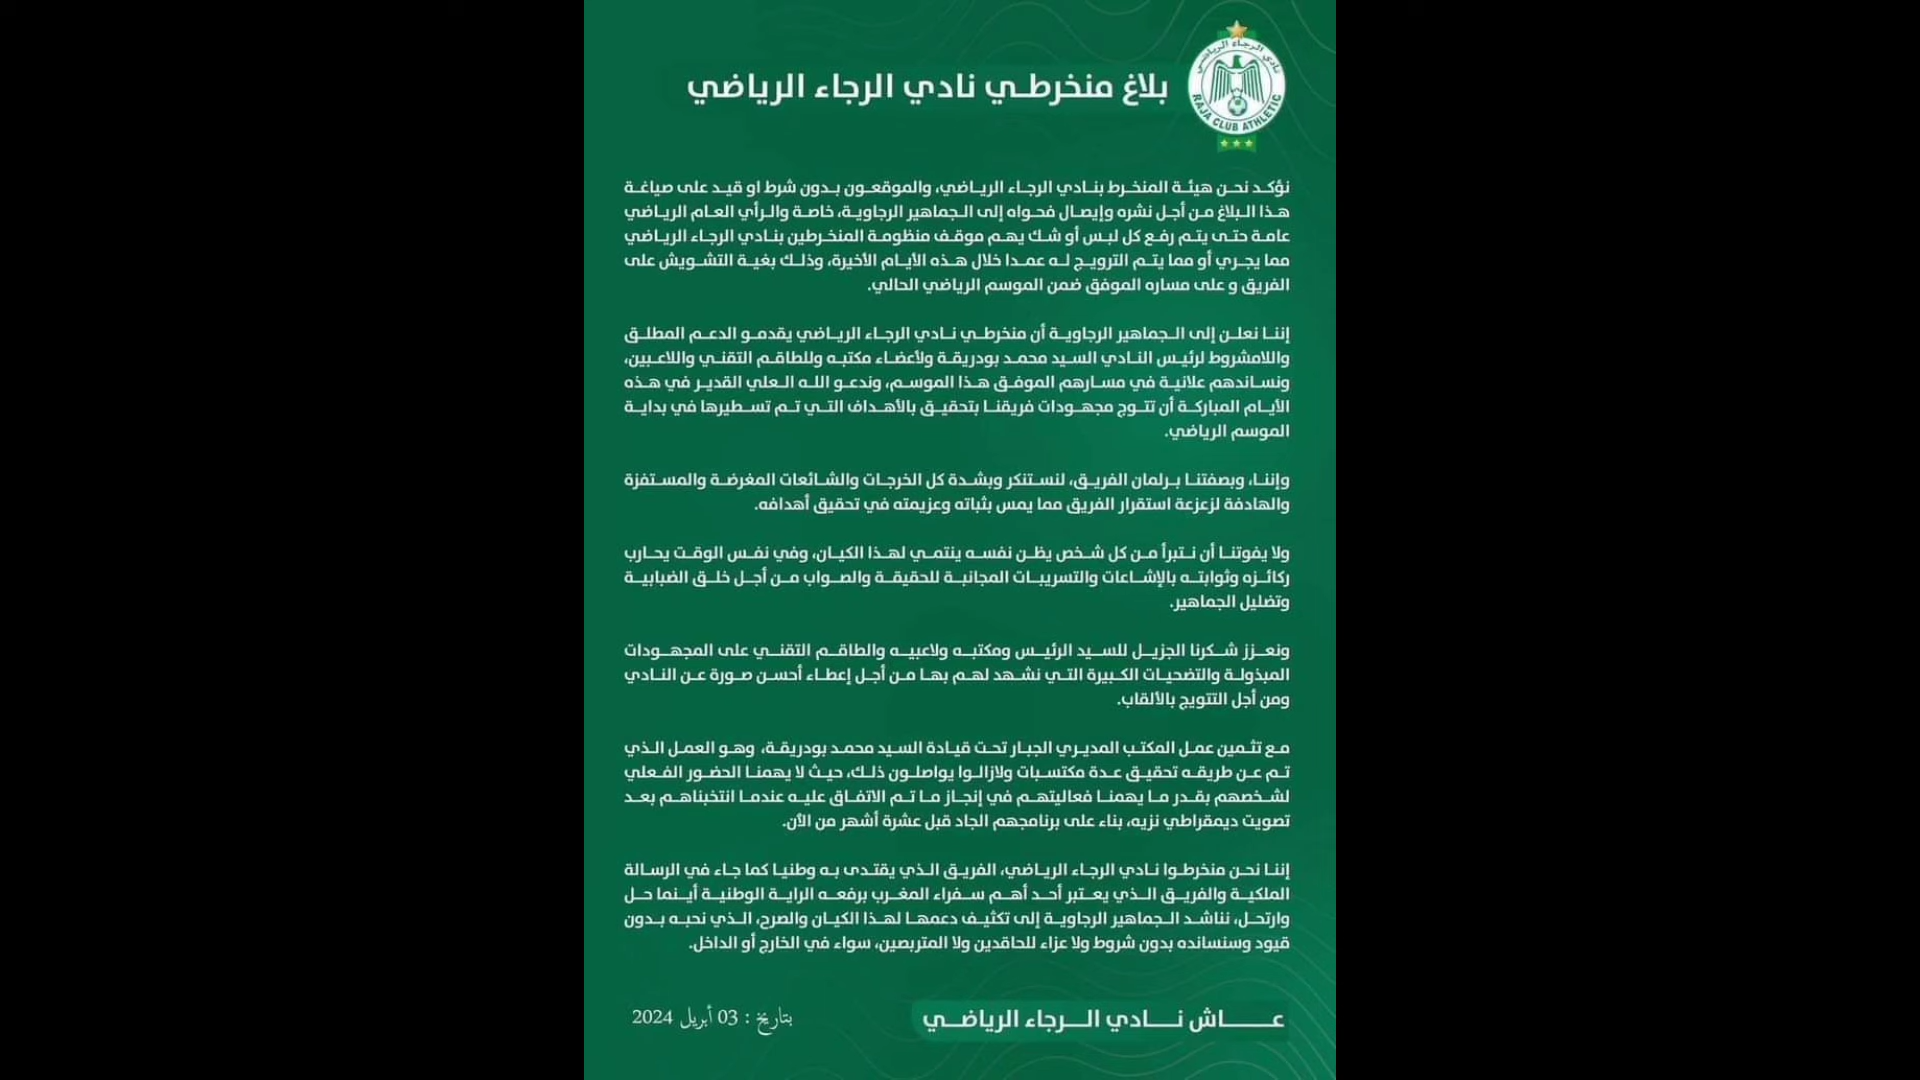 نادي الرجاء الرياضي
RAJA CLUB ATHLETIC
بلاغ منخرطي نادي الرجاء الرياضي
نؤكد نحن هيئة المنخرط بنادي الرجاء الرياضي، والموقعون بدون شرط او قيد على صياغة
هذا البلاغ من أجل نشره وإيصال فحواه إلى الجماهير الرجاوية، خاصة والرأي العام الرياضي
عامة حتى يتم رفع كل لبس أو شك يهم موقف منظومة المنخرطين بنادي الرجاء الرياضي
مما يجري أو مما يتم الترويج له عمدا خلال هذه الأيام الأخيرة، وذلك بغية التشويش على
الفريق و على مساره الموفق ضمن الموسم الرياضي الحالي.
إننا نعلن إلى الجماهير الرجاوية أن منخرطي نادي الرجاء الرياضي يقدمو الدعم المطلق
واللامشروط لرئيس النادي السيد محمد بودريقة ولأعضاء مكتبه وللطاقم التقني واللاعبين،
ونساندهم علانية في مسارهم الموفق هذا الموسم، وندعو الله العلي القدير في هذه
الأيام المباركة أن تتوج مجهودات فريقنا بتحقيق بالأهداف التي تم تسطيرها في بداية
الموسم الرياضي.
وإننا، وبصفتنا برلمان الفريق، لنستنكر وبشدة كل الخرجات والشائعات المغرضة والمستفزة
والهادفة لزعزعة استقرار الفريق مما يمس بثباته وعزيمته في تحقيق أهدافه.
ولا يفوتنا أن نتبرأ من كل شخص يظن نفسه ينتمي لهذا الكيان، وفي نفس الوقت يحارب
ركائزه وثوابته بالإشاعات والتسريبات المجانبة للحقيقة والصواب من أجل خلق الضبابية
وتضليل الجماهير.
ونعزز شكرنا الجزيل للسيد الرئيس ومكتبه ولاعبيه والطاقم التقني على المجهودات
المبذولة والتضحيات الكبيرة التي نشهد لهم بها من أجل إعطاء أحسن صورة عن النادي
ومن أجل التتويج بالألقاب.
مع تثمين عمل المكتب المديري الجبار تحت قيادة السيد محمد بودريقة، وهو العمل الذي
تم عن طريقه تحقيق عدة مكتسبات ولازالوا يواصلون ذلك، حيث لا يهمنا الحضور الفعلي
لشخصهم بقدر ما يهمنا فعاليتهم في إنجاز ما تم الاتفاق عليه عندما انتخبناهم بعد
تصويت ديمقراطي نزيه، بناء على برنامجهم الجاد قبل عشرة أشهر من الآن.
إننا نحن منخرطوا نادي الرجاء الرياضي، الفريق الذي يقتدى به وطنيا كما جاء في الرسالة
الملكية والفريق الذي يعتبر أحد أهم سفراء المغرب برفعه الراية الوطنية أينما حل
وارتحل، نناشد الجماهير الرجاوية إلى تكثيف دعمها لهذا الكيان والصرح، الذي نحبه بدون
قيود وسنسانده بدون شروط ولا عزاء للحاقدين ولا المتربصين، سواء في الخارج أو الداخل.
عاش نادي الرجاء الرياضي
بتاريخ : 03 أبريل 2024